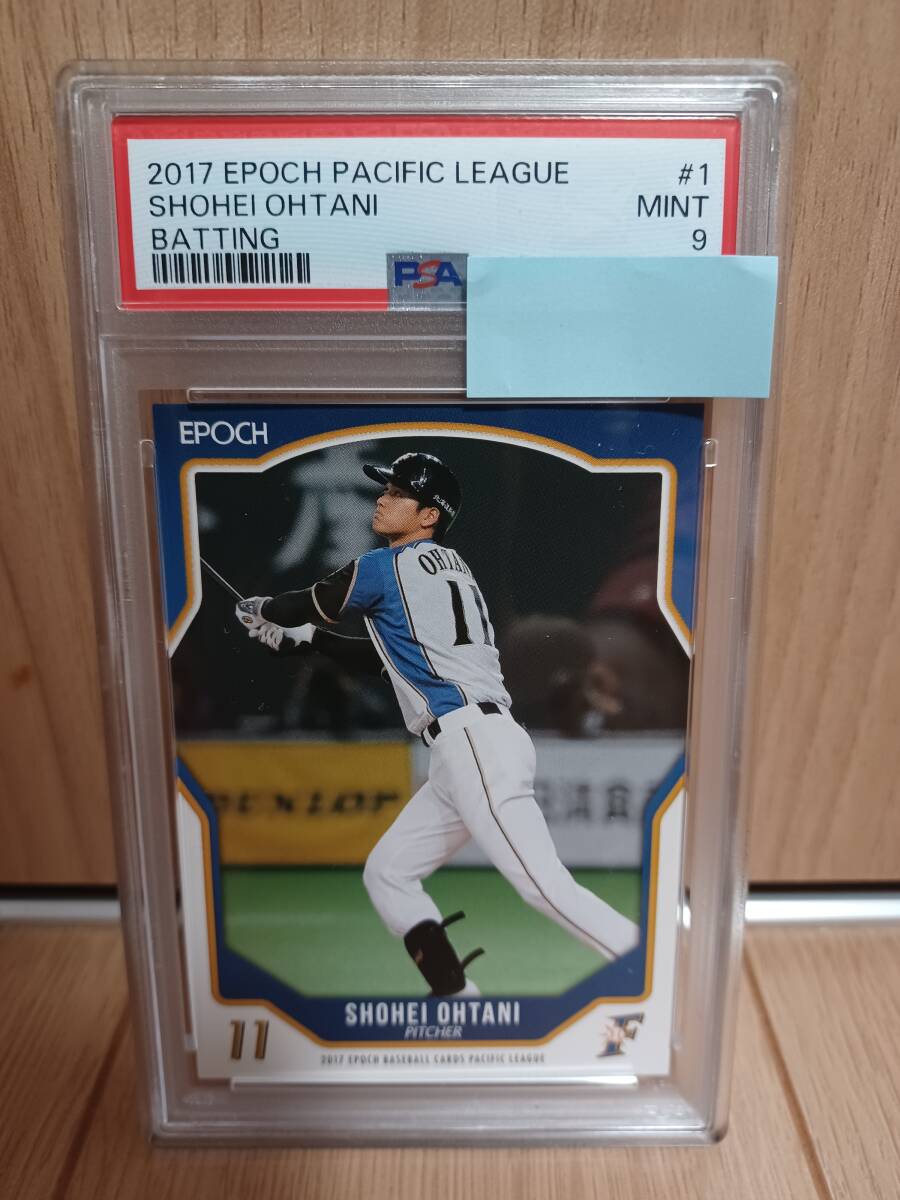 2017 EPOCH PACIFIC LEAGUE #1
SHOHEI OHTANI MINT
BATTING 9
PSA
EPOCH
11
DUNLOP
SHOHEI OHTANI
PITCHER
11 F
2017 EPOCH BASEBALL CARDS PACIFIC LEAGUE